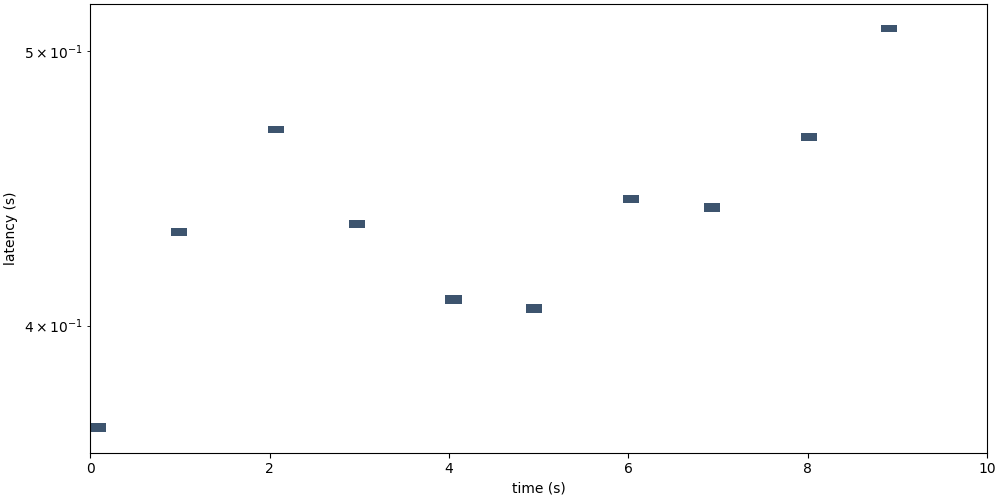 5 × 10⁻¹
4 × 10⁻¹
latency (s)
0 2 4 6 8 10
time (s)